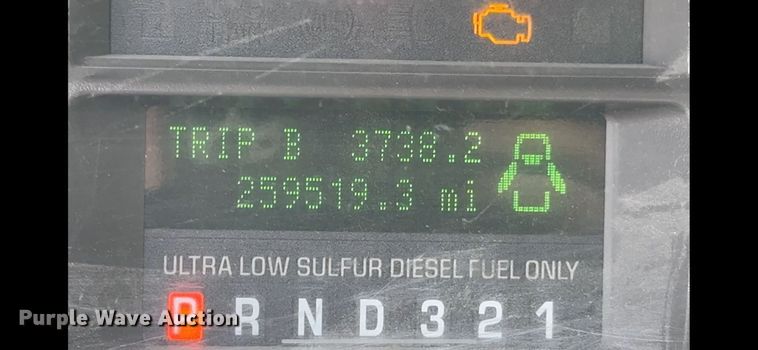 TRIP B 3738.2
259519.3 mi
ULTRA LOW SULFUR DIESEL FUEL ONLY
P R N D 3 2 1
Purple Wave Auction